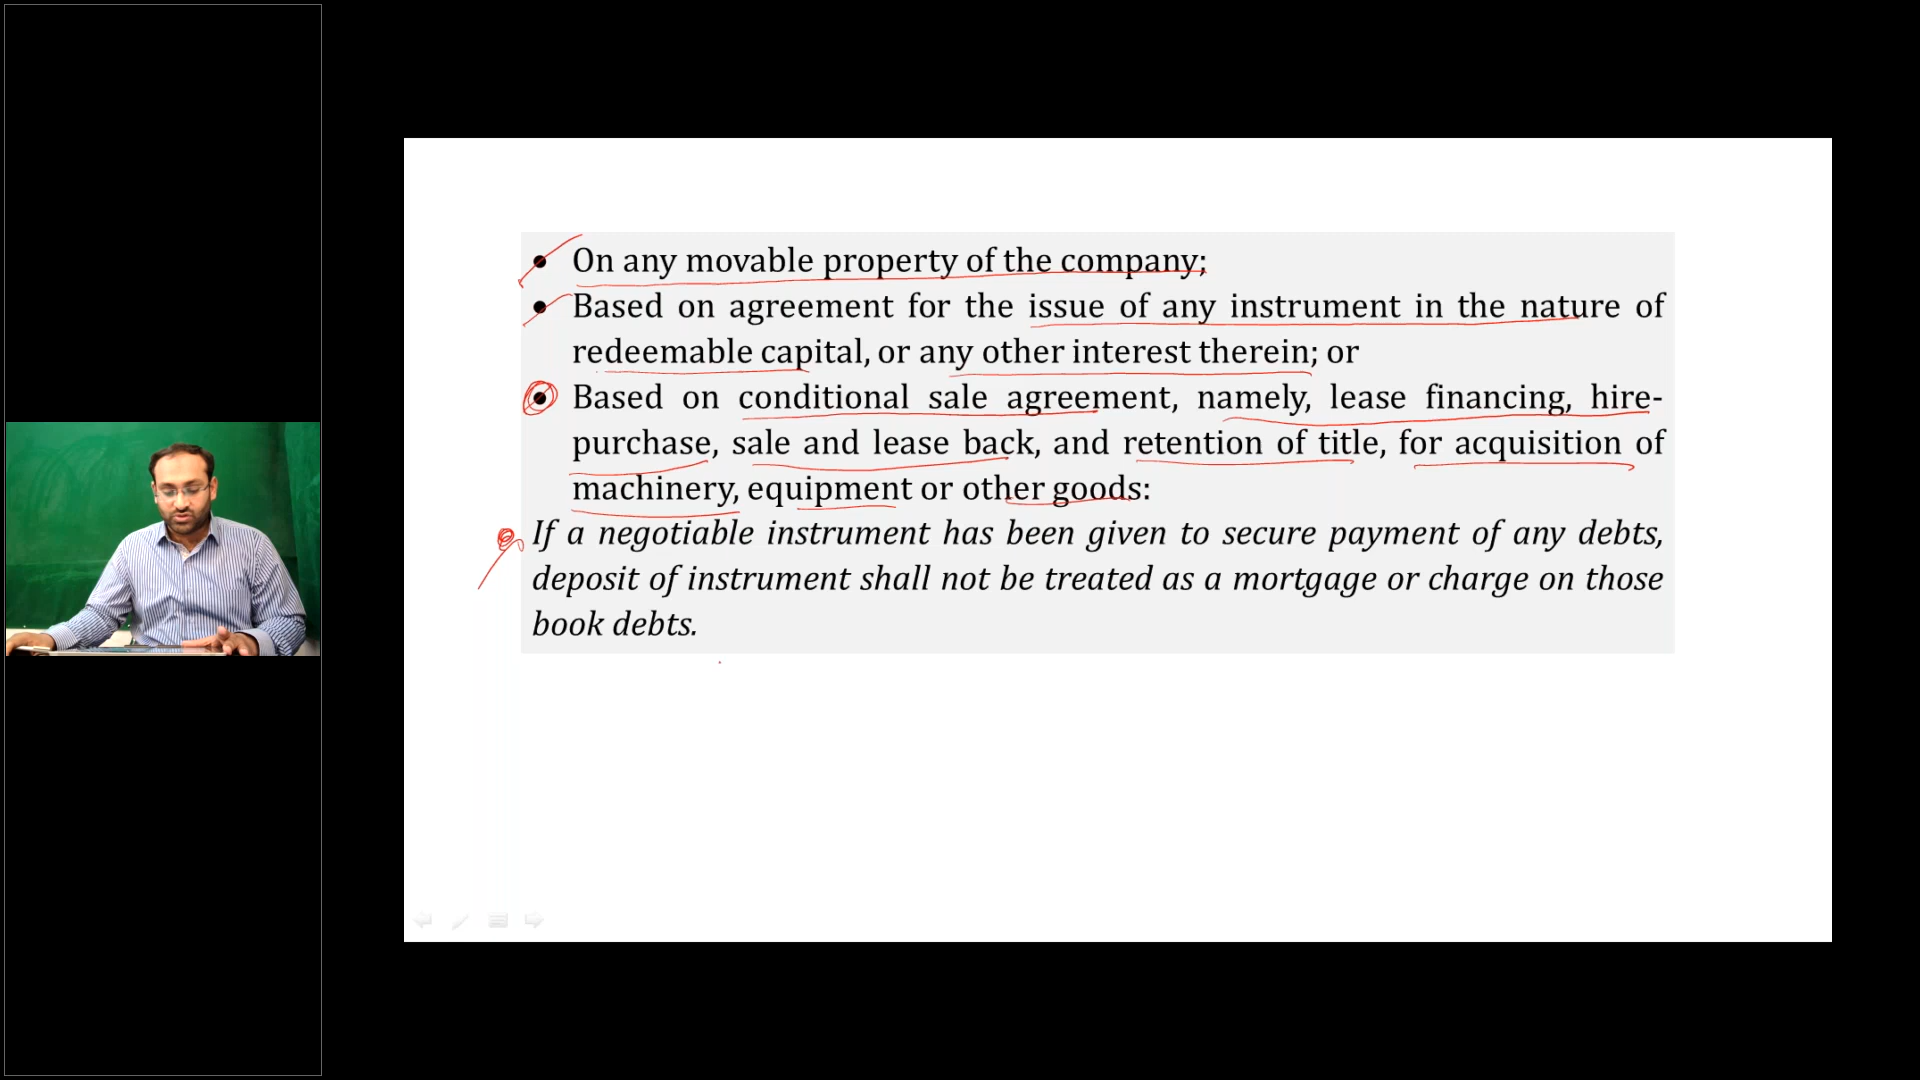 • On any movable property of the company;
• Based on agreement for the issue of any instrument in the nature of
redeemable capital, or any other interest therein; or
• Based on conditional sale agreement, namely, lease financing, hire-
purchase, sale and lease back, and retention of title, for acquisition of
machinery, equipment or other goods:
If a negotiable instrument has been given to secure payment of any debts,
deposit of instrument shall not be treated as a mortgage or charge on those
book debts.